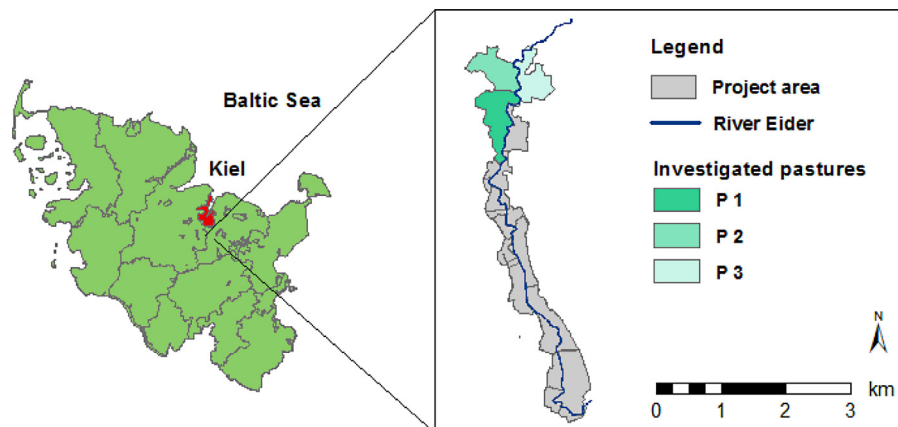 Baltic Sea
Kiel
Legend
Project area
River Eider
Investigated pastures
P 1
P 2
P 3
N
km
0 1 2 3